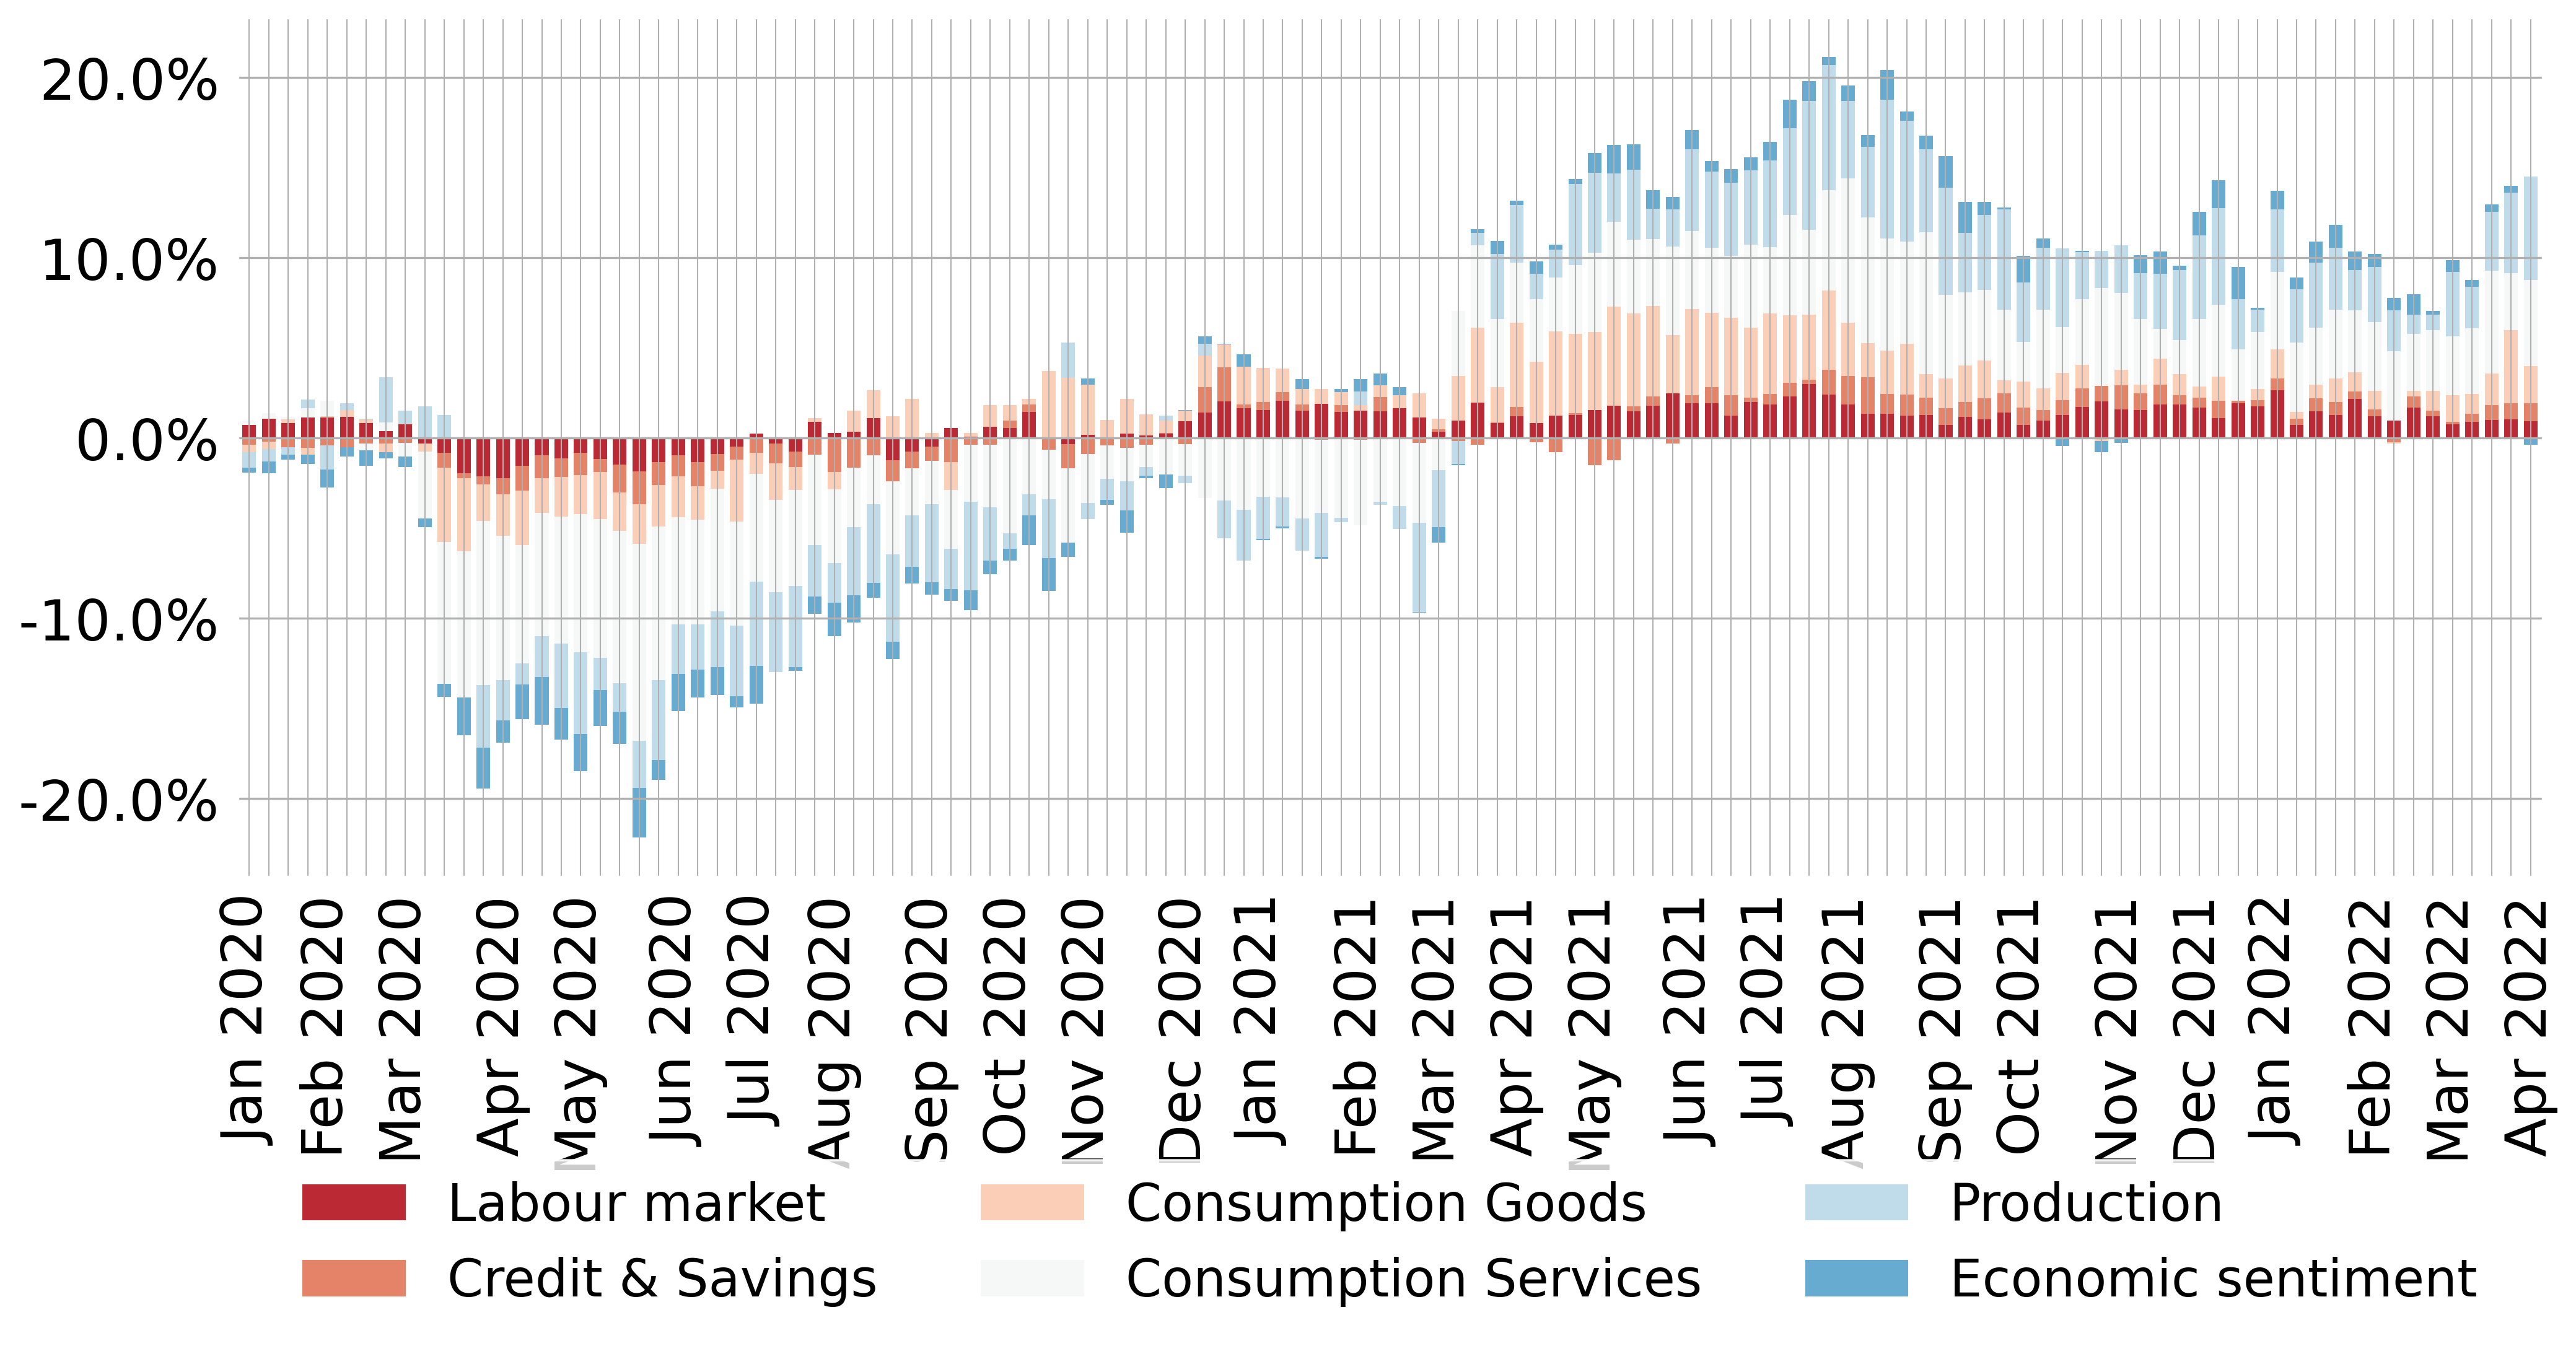 20.0%
10.0%
0.0%
-10.0%
-20.0%
Jan 2020
Feb 2020
Mar 2020
Apr 2020
May 2020
Jun 2020
Jul 2020
Aug 2020
Sep 2020
Oct 2020
Nov 2020
Dec 2020
Jan 2021
Feb 2021
Mar 2021
Apr 2021
May 2021
Jun 2021
Jul 2021
Aug 2021
Sep 2021
Oct 2021
Nov 2021
Dec 2021
Jan 2022
Feb 2022
Mar 2022
Apr 2022
Labour market
Credit & Savings
Consumption Goods
Consumption Services
Production
Economic sentiment